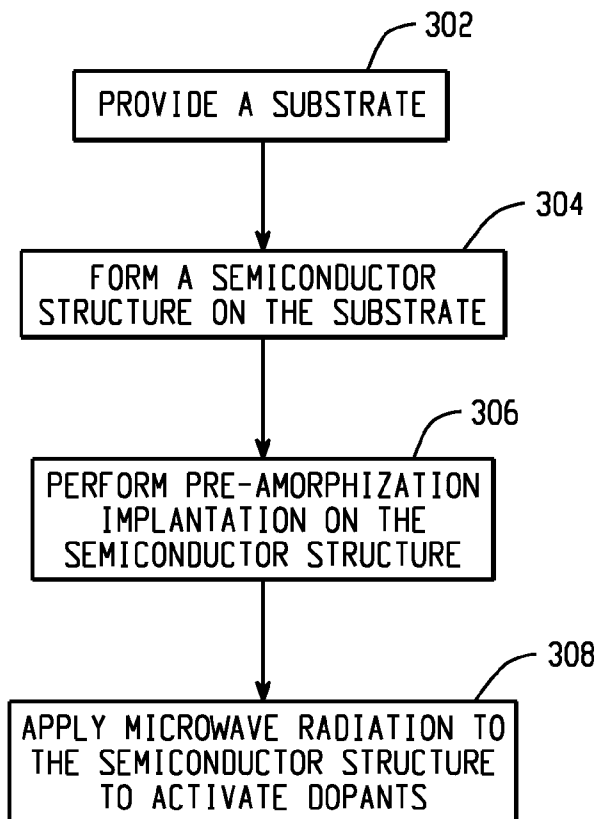 302
PROVIDE A SUBSTRATE
304
FORM A SEMICONDUCTOR
STRUCTURE ON THE SUBSTRATE
306
PERFORM PRE-AMORPHIZATION
IMPLANTATION ON THE
SEMICONDUCTOR STRUCTURE
308
APPLY MICROWAVE RADIATION TO
THE SEMICONDUCTOR STRUCTURE
TO ACTIVATE DOPANTS